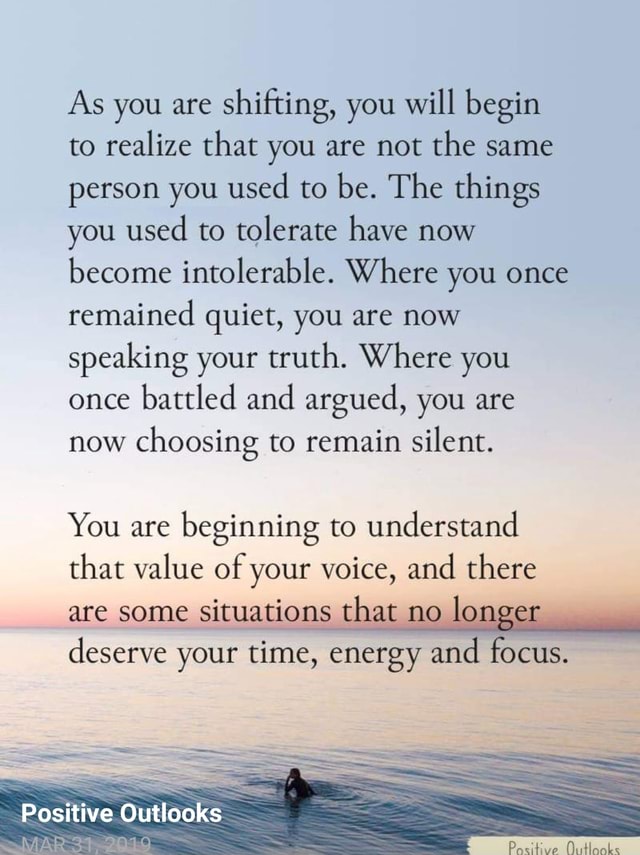 As you are shifting, you will begin
to realize that you are not the same
person you used to be. The things
you used to tolerate have now
become intolerable. Where you once
remained quiet, you are now
speaking your truth. Where you
once battled and argued, you are
now choosing to remain silent.
You are beginning to understand
that value of your voice, and there
are some situations that no longer
deserve your time, energy and focus.
Positive Outlooks
MAR 31, 2019
Positive Outlooks